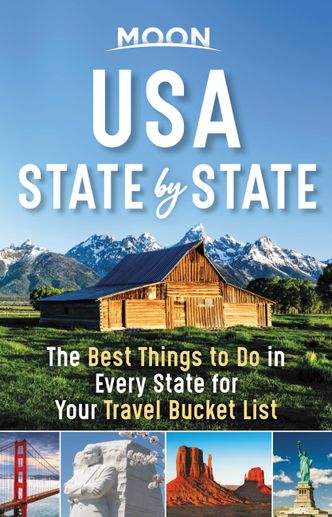 MOON
USA
STATE by STATE
The Best Things to Do in
Every State for
Your Travel Bucket List